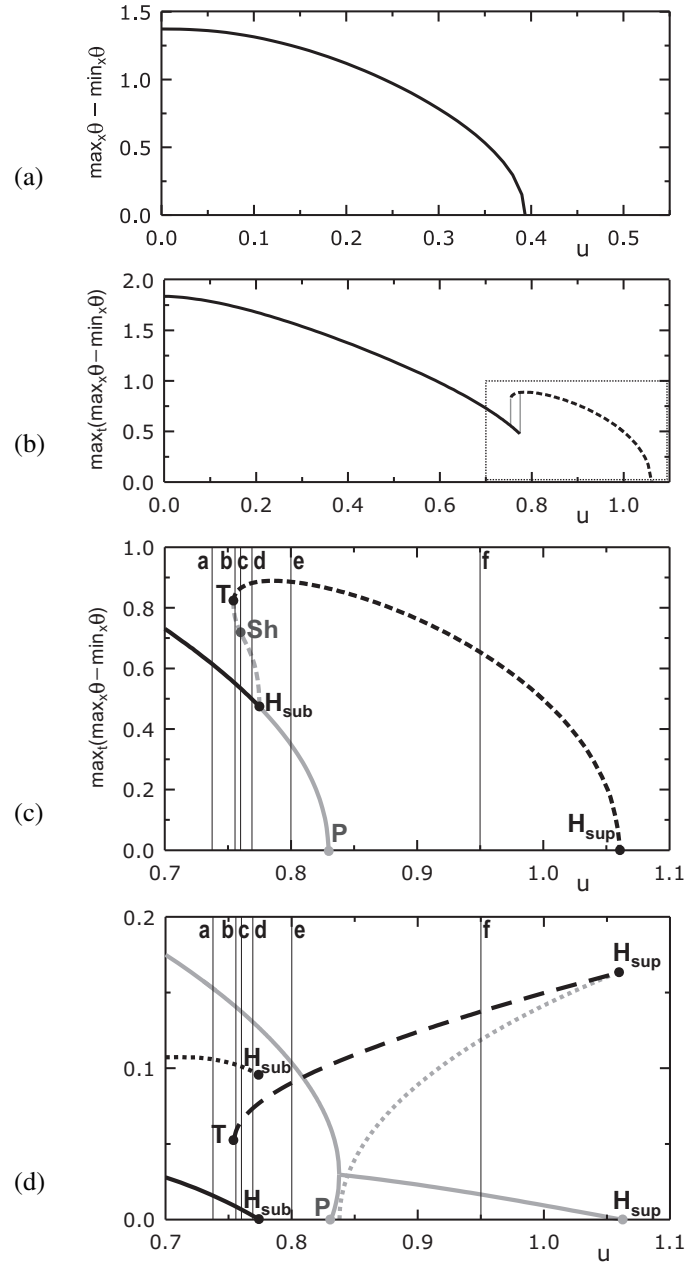 (a)
max_xθ − min_xθ
1.5
1.0
0.5
0.0
0.0 0.1 0.2 0.3 0.4 0.5
u
(b)
max_t(max_xθ−min_xθ)
2.0
1.5
1.0
0.5
0.0
0.0 0.2 0.4 0.6 0.8 1.0
u
(c)
max_t(max_xθ−min_xθ)
1.0
0.8
0.6
0.4
0.2
0.0
a b c d e f
T
Sh
H_sub
P
H_sup
0.7 0.8 0.9 1.0 1.1
u
(d)
0.2
0.1
0.0
a b c d e f
H_sup
H_sub
T
H_sub
P
H_sup
0.7 0.8 0.9 1.0 1.1
u